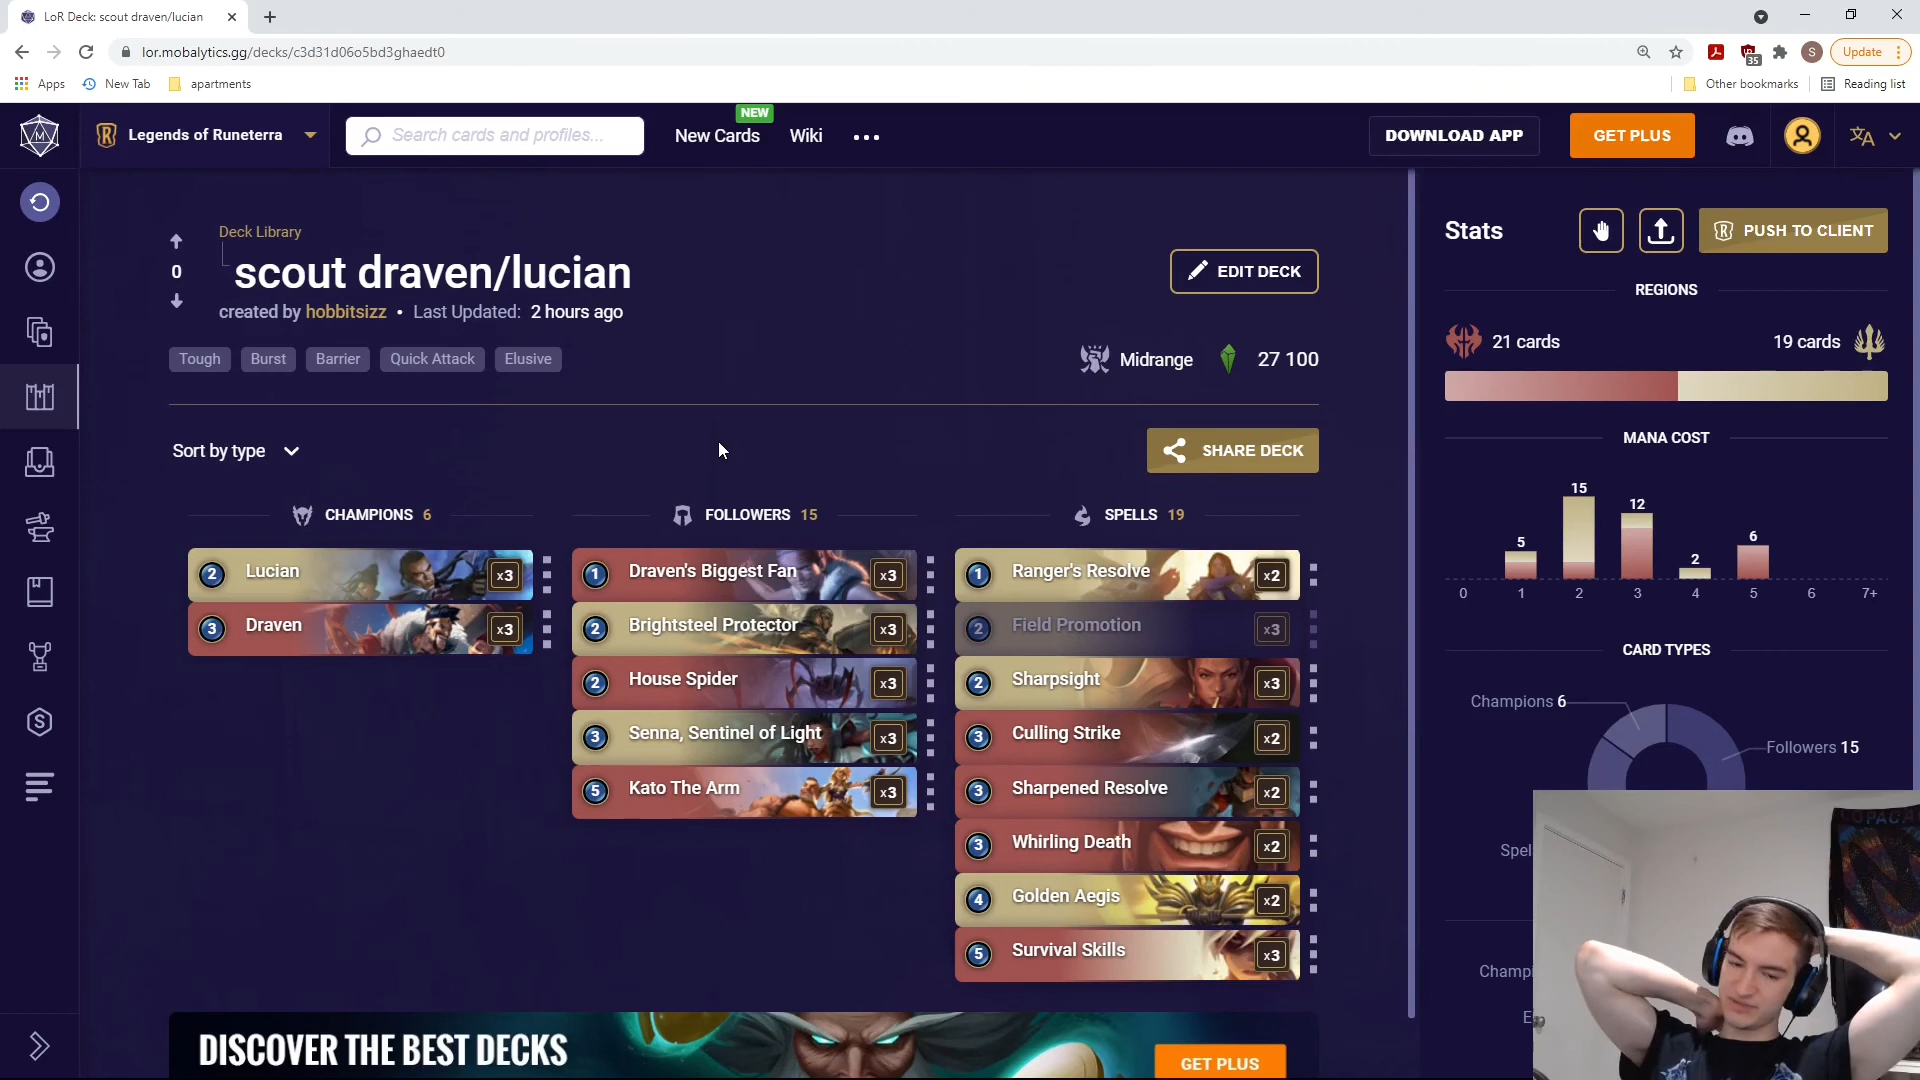 LoR Deck: scout draven/lucian
lor.mobalytics.gg/decks/c3d31d06o5bd3ghaedt0
35
S
Update
Apps
New Tab
apartments
Other bookmarks
Reading list
M
Legends of Runeterra
Search cards and profiles...
NEW
New Cards
Wiki
DOWNLOAD APP
GET PLUS
Deck Library
0
scout draven/lucian
created by hobbitsizz • Last Updated: 2 hours ago
EDIT DECK
Tough
Burst
Barrier
Quick Attack
Elusive
Midrange
27 100
Sort by type
SHARE DECK
CHAMPIONS 6
2 Lucian x3
3 Draven x3
FOLLOWERS 15
1 Draven's Biggest Fan x3
2 Brightsteel Protector x3
2 House Spider x3
3 Senna, Sentinel of Light x3
5 Kato The Arm x3
SPELLS 19
1 Ranger's Resolve x2
2 Field Promotion x3
2 Sharpsight x3
3 Culling Strike x2
3 Sharpened Resolve x2
3 Whirling Death x2
4 Golden Aegis x2
5 Survival Skills x3
DISCOVER THE BEST DECKS
GET PLUS
Stats
PUSH TO CLIENT
REGIONS
21 cards
19 cards
MANA COST
5 15 12 2 6
0 1 2 3 4 5 6 7+
CARD TYPES
Champions 6
Followers 15
Spel
Champi